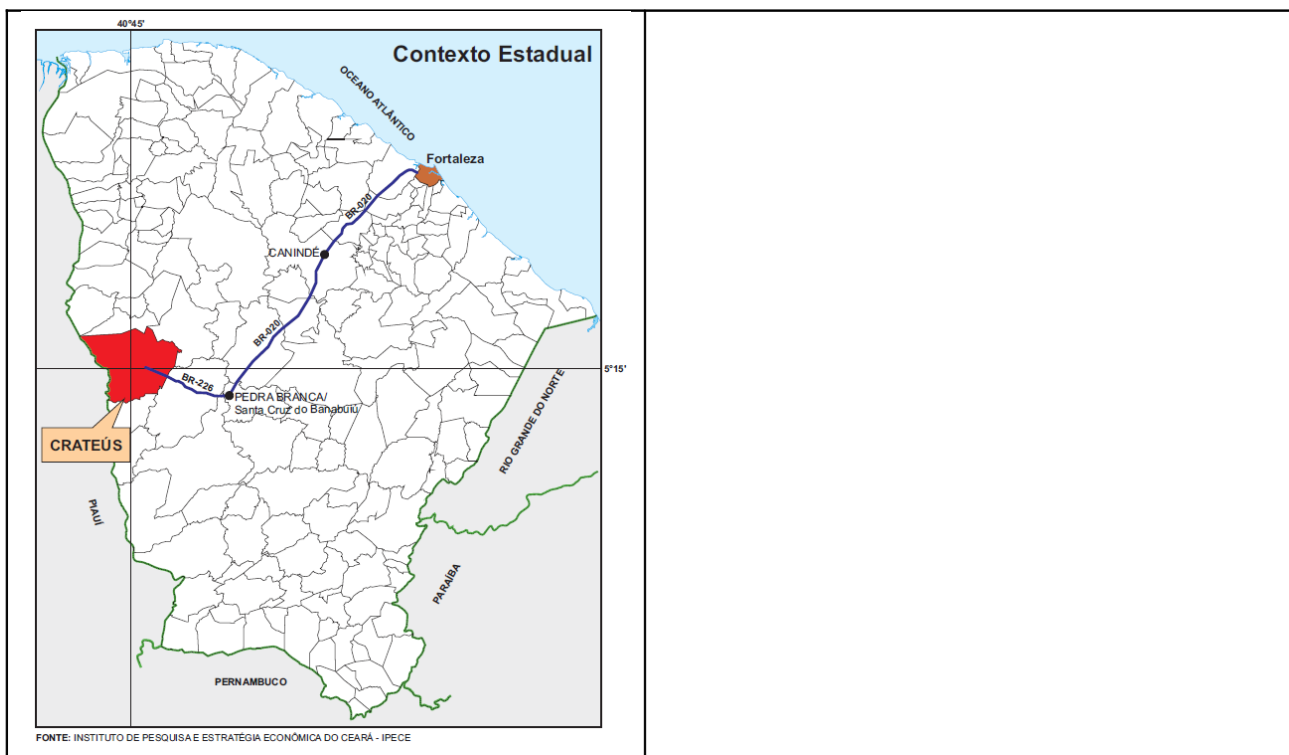 40°45'
Contexto Estadual
OCEANO ATLÂNTICO
Fortaleza
BR-020
CANINDÉ
BR-020
5°15'
BR-226
PEDRA BRANCA/
Santa Cruz do Banabuiú
CRATEÚS
RIO GRANDE DO NORTE
PIAUÍ
PARAÍBA
PERNAMBUCO
FONTE: INSTITUTO DE PESQUISA E ESTRATÉGIA ECONÔMICA DO CEARÁ - IPECE